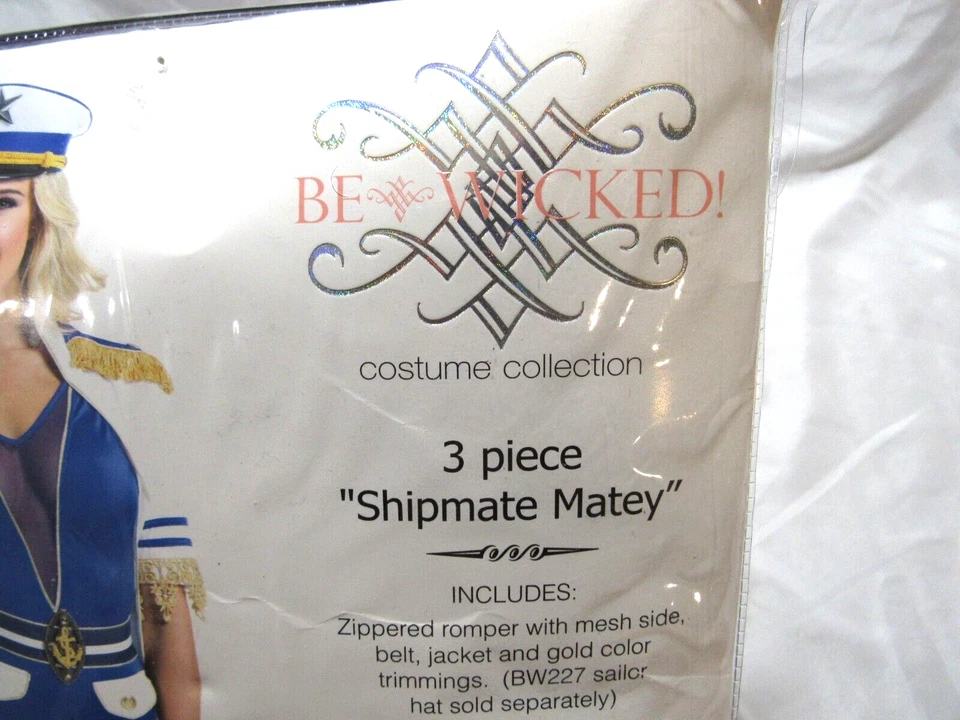 BE WICKED!
costume collection
3 piece
"Shipmate Matey”
INCLUDES:
Zippered romper with mesh side,
belt, jacket and gold color
trimmings. (BW227 sailor
hat sold separately)